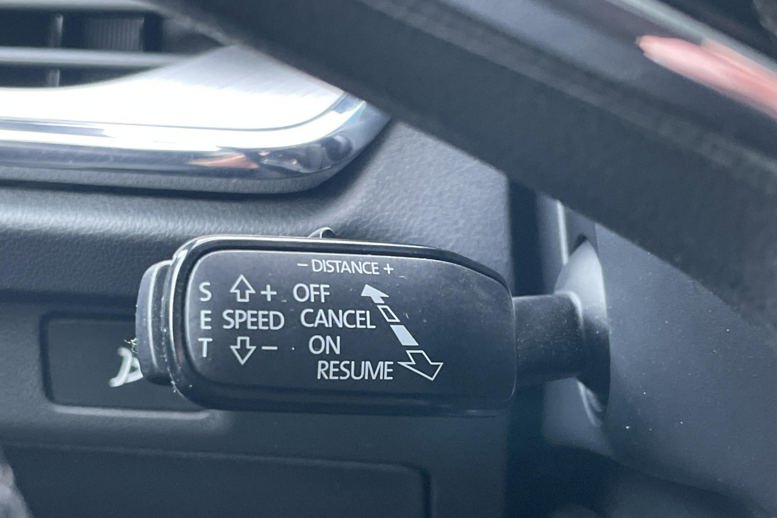 − DISTANCE +
S + OFF
E SPEED CANCEL
T − ON
RESUME